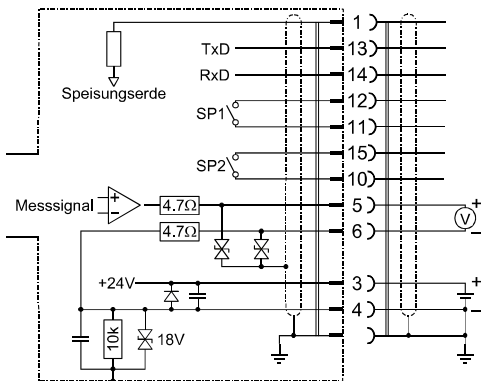 1
TxD 13
RxD 14
Speisungserde
12
SP1
11
15
SP2
10
Messsignal + − 4.7Ω 5 +
V
4.7Ω 6 −
+24V 3 +
4 −
10k 18V